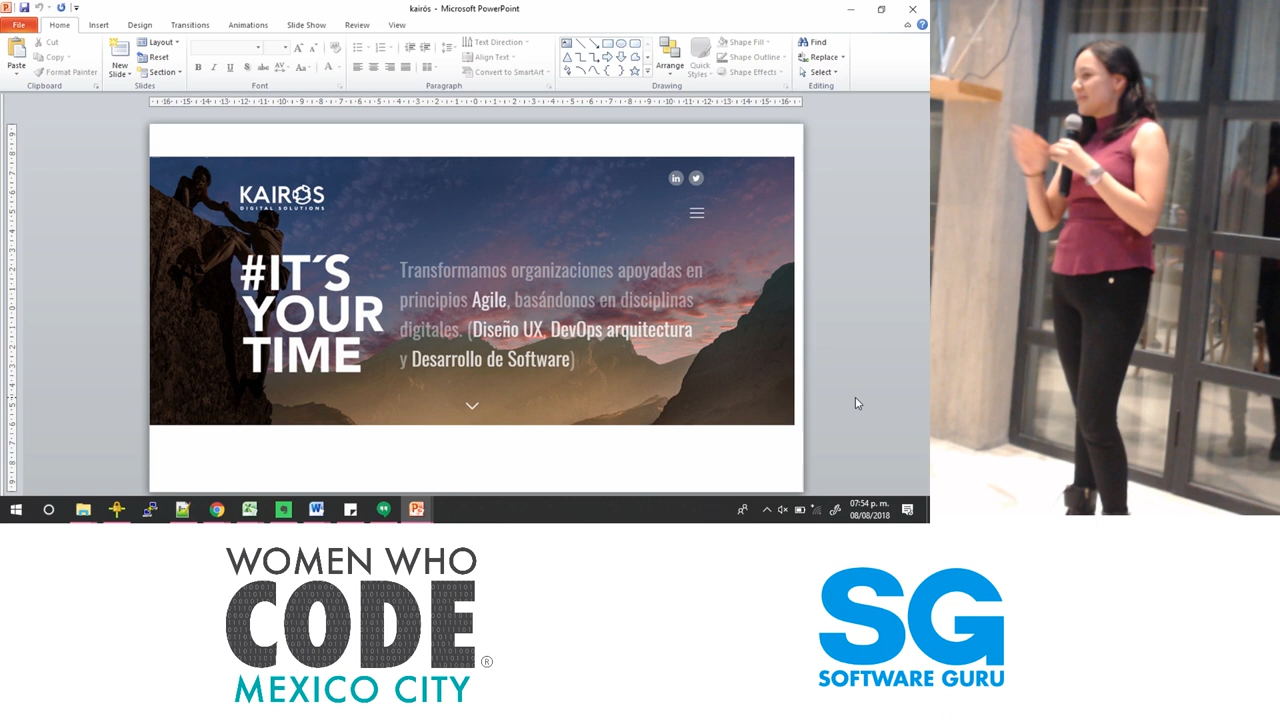 kairós - Microsoft PowerPoint
File Home Insert Design Transitions Animations Slide Show Review View
Paste
Cut
Copy
Format Painter
Clipboard
New Slide
Layout
Reset
Section
Slides
Font
Text Direction
Align Text
Convert to SmartArt
Paragraph
Arrange
Quick Styles
Shape Fill
Shape Outline
Shape Effects
Drawing
Find
Replace
Select
Editing
KAIROS
DIGITAL SOLUTIONS
#IT´S
YOUR
TIME
Transformamos organizaciones apoyadas en
principios Agile, basándonos en disciplinas
digitales. (Diseño UX, DevOps arquitectura
y Desarrollo de Software)
07:54 p. m.
08/08/2018
WOMEN WHO
CODE®
MEXICO CITY
SG
SOFTWARE GURU